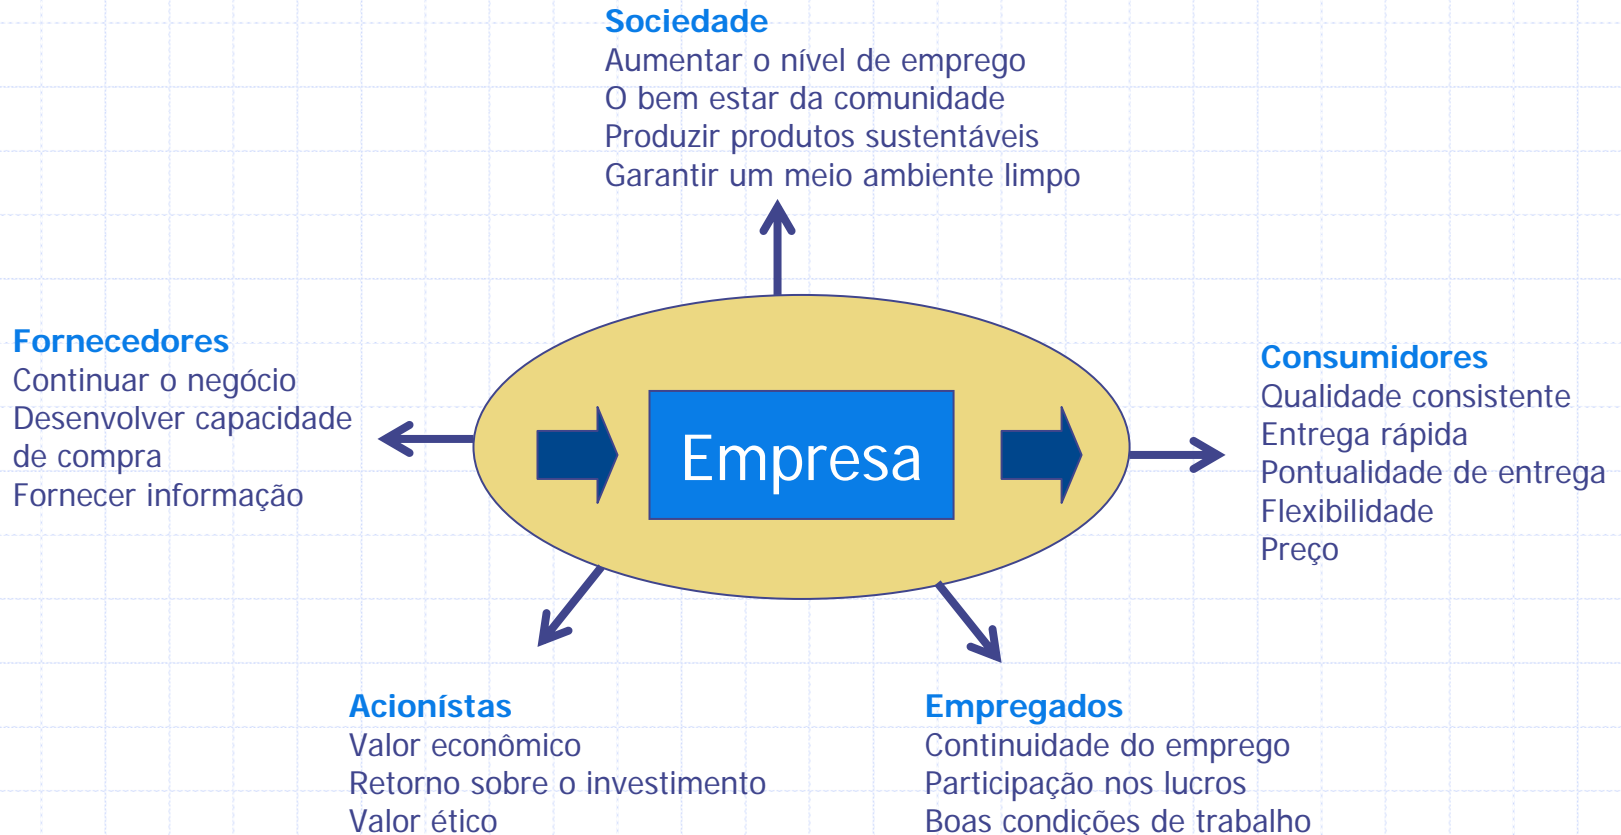 Sociedade
Aumentar o nível de emprego
O bem estar da comunidade
Produzir produtos sustentáveis
Garantir um meio ambiente limpo
Fornecedores
Continuar o negócio
Desenvolver capacidade
de compra
Fornecer informação
Empresa
Consumidores
Qualidade consistente
Entrega rápida
Pontualidade de entrega
Flexibilidade
Preço
Acionístas
Valor econômico
Retorno sobre o investimento
Valor ético
Empregados
Continuidade do emprego
Participação nos lucros
Boas condições de trabalho